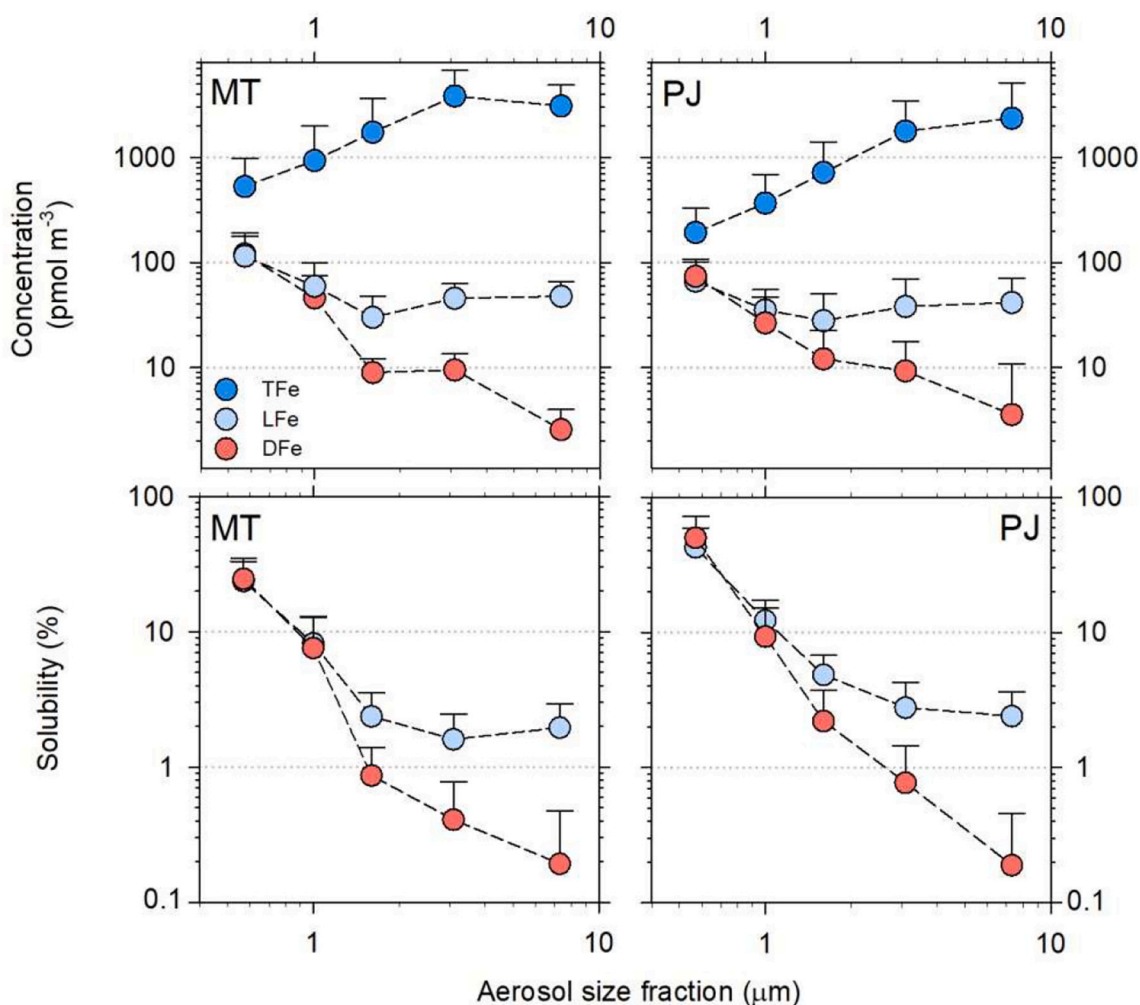 1 10 1 10
MT PJ
1000 1000
100 100
10 10
Concentration
(pmol m⁻³)
TFe
LFe
DFe
100 100
MT PJ
10 10
1 1
0.1 0.1
Solubility (%)
1 10 1 10
Aerosol size fraction (μm)